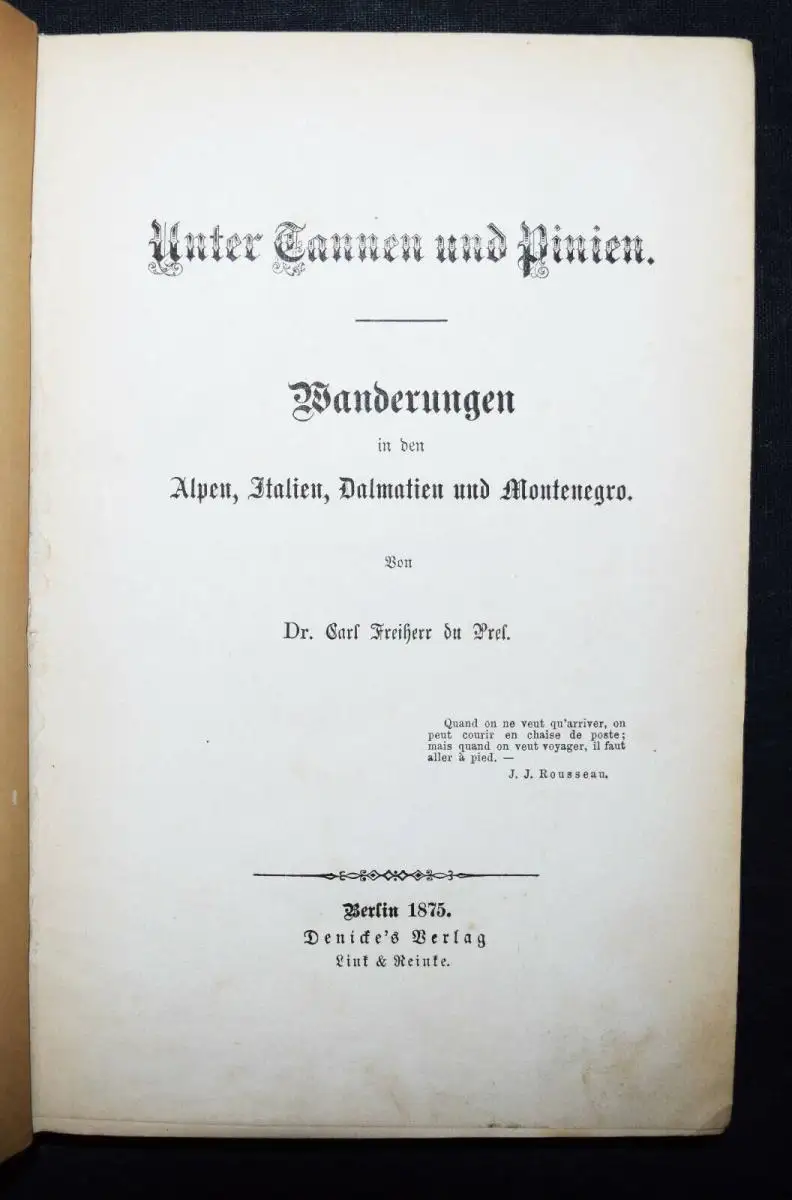 Unter Tannen und Pinien.
Wanderungen
in den
Alpen, Italien, Dalmatien und Montenegro.
Von
Dr. Carl Freiherr du Prel.
Quand on ne veut qu'arriver, on
peut courir en chaise de poste;
mais quand on veut voyager, il faut
aller à pied. —
J. J. Rousseau.
Berlin 1875.
Denicke's Verlag
Link & Reinke.